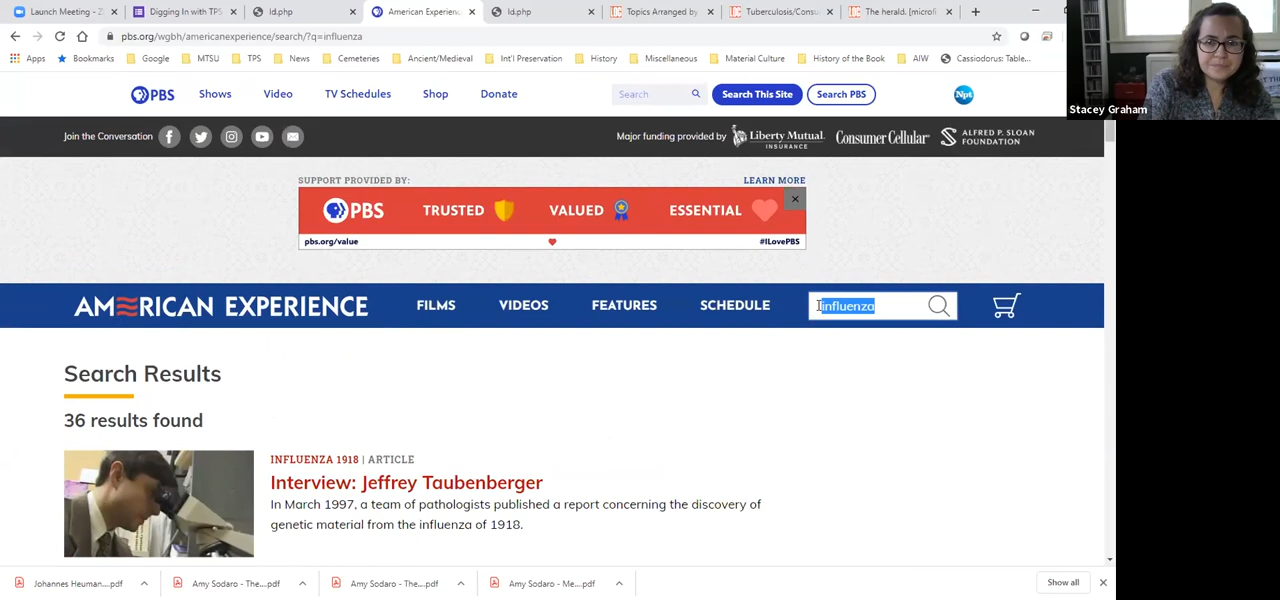 Launch Meeting - Z
Digging In with TPS
ld.php
American Experienc
ld.php
Topics Arranged by
Tuberculosis/Consu
The herald. [microfi
pbs.org/wgbh/americanexperience/search/?q=influenza
Apps
Bookmarks
Google
MTSU
TPS
News
Cemeteries
Ancient/Medieval
Int'l Preservation
History
Miscellaneous
Material Culture
History of the Book
AIW
Cassiodorus: Table...
Stacey Graham
PBS
Shows
Video
TV Schedules
Shop
Donate
Search
Search This Site
Search PBS
Npt
Join the Conversation
Major funding provided by
Liberty Mutual.
INSURANCE
Consumer Cellular
ALFRED P. SLOAN
FOUNDATION
SUPPORT PROVIDED BY:
LEARN MORE
PBS
TRUSTED
VALUED
ESSENTIAL
pbs.org/value
#ILovePBS
AMERICAN EXPERIENCE
FILMS
VIDEOS
FEATURES
SCHEDULE
influenza
Search Results
36 results found
INFLUENZA 1918 | ARTICLE
Interview: Jeffrey Taubenberger
In March 1997, a team of pathologists published a report concerning the discovery of
genetic material from the influenza of 1918.
Johannes Heuman....pdf
Amy Sodaro - The....pdf
Amy Sodaro - The....pdf
Amy Sodaro - Me....pdf
Show all